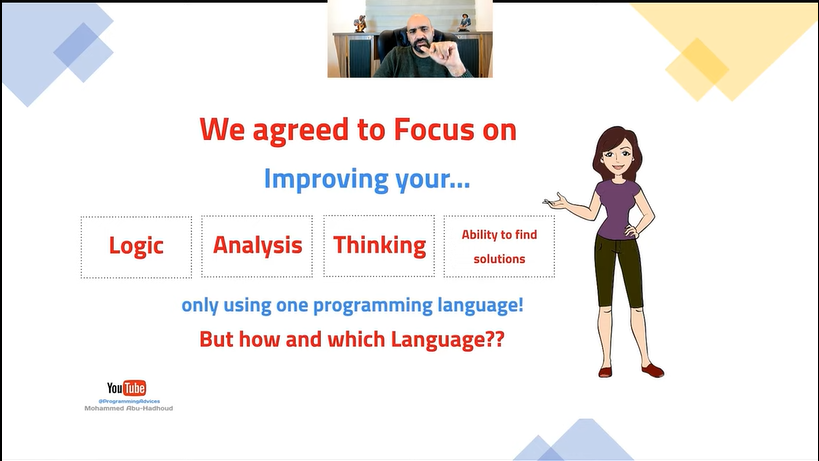 We agreed to Focus on
Improving your...
Logic
Analysis
Thinking
Ability to find
solutions
only using one programming language!
But how and which Language??
YouTube
@ProgrammingAdvices
Mohammed Abu-Hadhoud